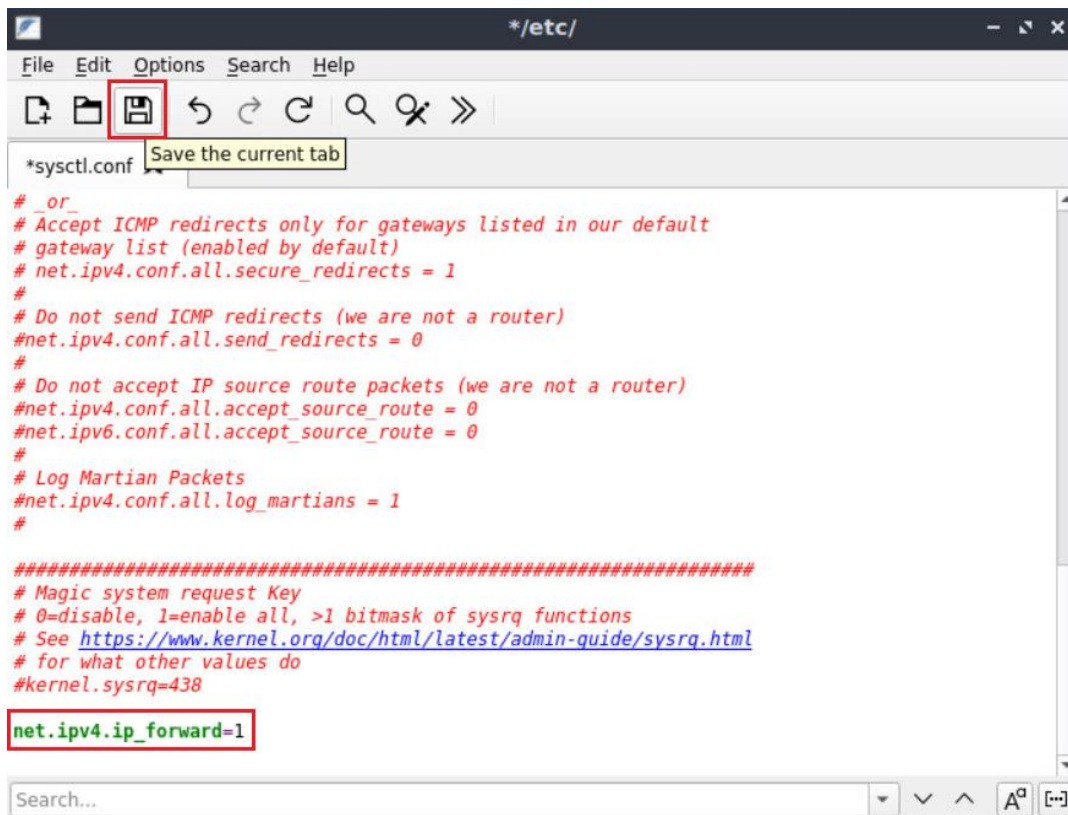 */etc/
File Edit Options Search Help
Save the current tab
*sysctl.conf
# _or_
# Accept ICMP redirects only for gateways listed in our default
# gateway list (enabled by default)
# net.ipv4.conf.all.secure_redirects = 1
#
# Do not send ICMP redirects (we are not a router)
#net.ipv4.conf.all.send_redirects = 0
#
# Do not accept IP source route packets (we are not a router)
#net.ipv4.conf.all.accept_source_route = 0
#net.ipv6.conf.all.accept_source_route = 0
#
# Log Martian Packets
#net.ipv4.conf.all.log_martians = 1
#
###################################################################
# Magic system request Key
# 0=disable, 1=enable all, >1 bitmask of sysrq functions
# See https://www.kernel.org/doc/html/latest/admin-guide/sysrq.html
# for what other values do
#kernel.sysrq=438
net.ipv4.ip_forward=1
Search...